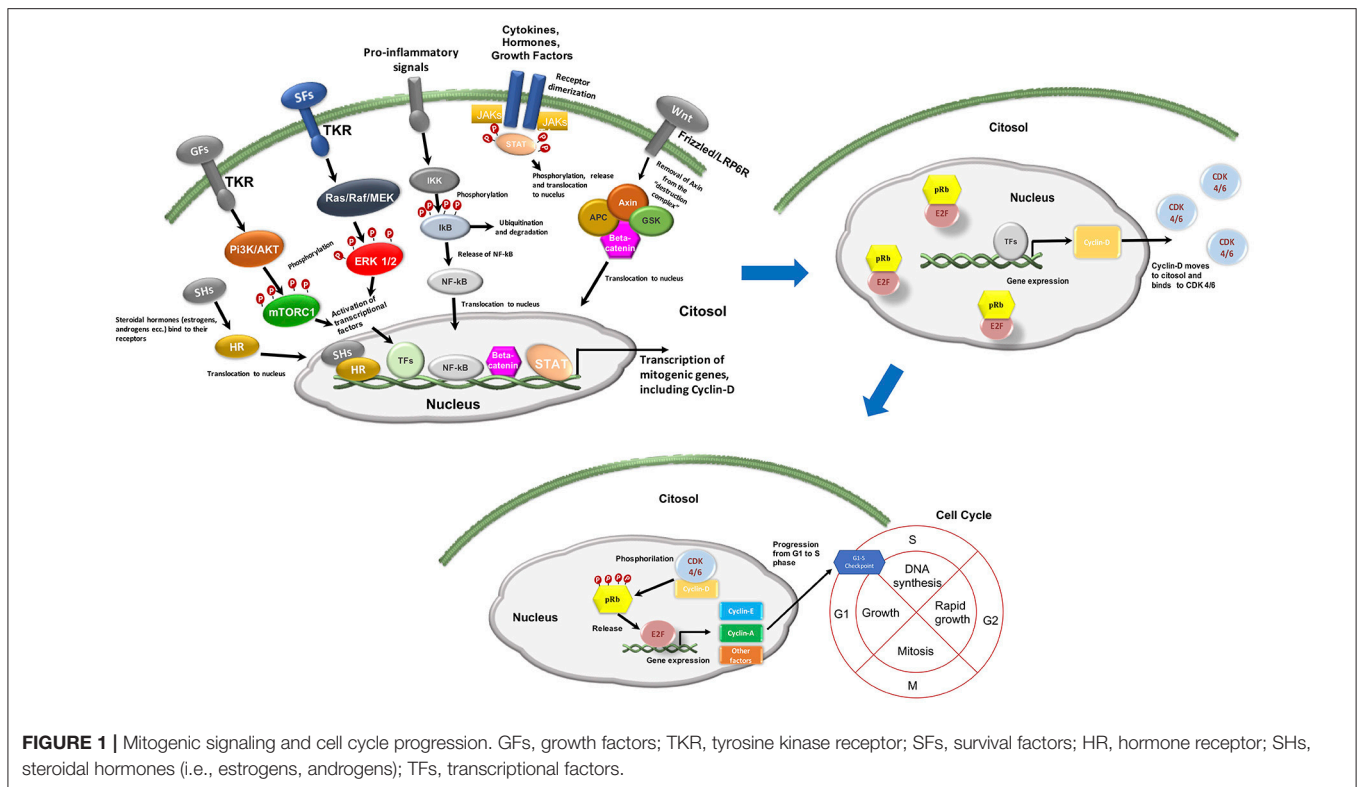 Cytokines,
Hormones,
Growth Factors
Pro-inflammatory
signals
Receptor
dimerization
SFs
TKR
JAKs
JAKs
P
STAT
P
P
Wnt
Frizzled/LRP6R
GFs
TKR
IKK
Phosphorylation, release
and translocation to
nucelus
Removal of Axin
from the
"destruction
complex"
Ras/Raf/MEK
Phosphorylation
P
P
P
P
IkB
Ubiquitination
and degradation
Axin
APC
GSK
Beta-
catenin
Pi3K/AKT
Phosphorylation
P
P
P
P
ERK 1/2
Release of NF-kB
NF-kB
Translocation to nucleus
SHs
P
P
P
P
mTORC1
Activation of
transcriptional
factors
Translocation to nucleus
Citosol
Steroidal hormones (estrogens,
androgens ecc.) bind to their
receptors
HR
Translocation to nucleus
SHs
HR
TFs
NF-kB
Beta-
catenin
STAT
Nucleus
Transcription of
mitogenic genes,
including Cyclin-D
Citosol
Nucleus
pRb
E2F
pRb
E2F
pRb
E2F
TFs
Gene expression
Cyclin-D
CDK
4/6
CDK
4/6
CDK
4/6
Cyclin-D moves
to citosol and
binds to CDK 4/6
Citosol
Nucleus
Phosphorilation
CDK
4/6
Cyclin-D
P
P
P
P
pRb
Release
E2F
Gene expression
Cyclin-E
Cyclin-A
Other
factors
Progression
from G1 to S
phase
Cell Cycle
G1-S
Checkpoint
S
DNA
synthesis
G1
Growth
Rapid
growth
G2
Mitosis
M
FIGURE 1 | Mitogenic signaling and cell cycle progression. GFs, growth factors; TKR, tyrosine kinase receptor; SFs, survival factors; HR, hormone receptor; SHs,
steroidal hormones (i.e., estrogens, androgens); TFs, transcriptional factors.